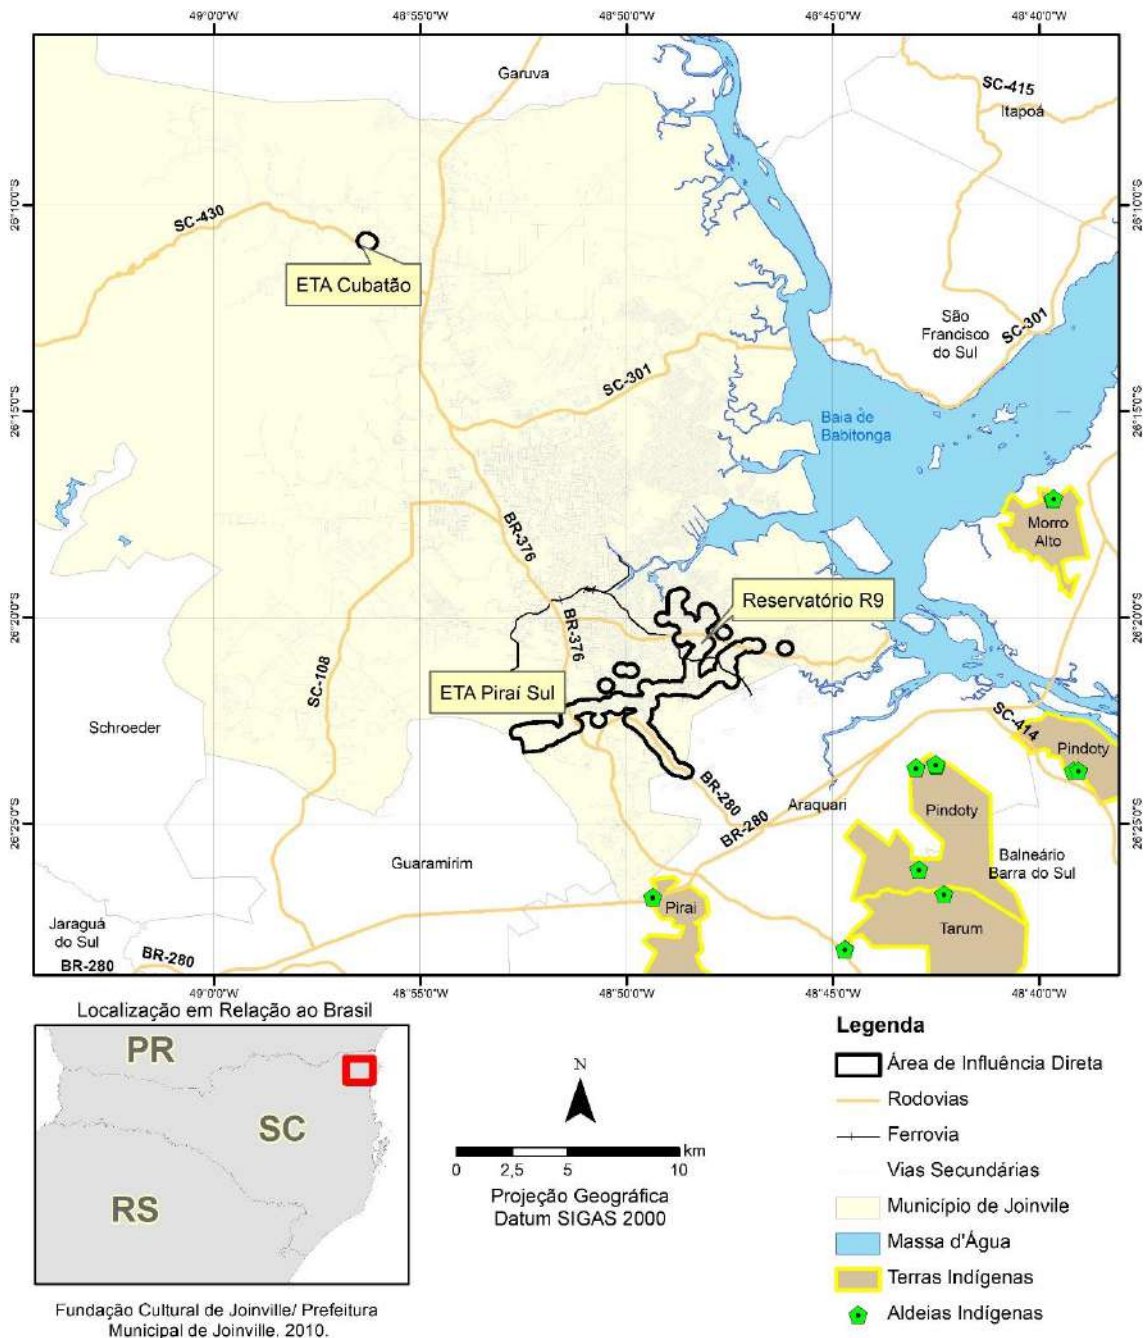 49°0'0"W
48°55'0"W
48°50'0"W
48°45'0"W
48°40'0"W
Garuva
SC-415
Itapoá
26°10'0"S
26°10'0"S
SC-430
ETA Cubatão
São
Francisco
do Sul
SC-301
SC-301
26°15'0"S
26°15'0"S
Baia de
Babitonga
BR-376
Morro
Alto
Reservatório R9
26°20'0"S
26°20'0"S
BR-376
SC-108
ETA Piraí Sul
Schroeder
SC-414
Pindoty
BR-280
Araquari
Pindoty
BR-280
26°25'0"S
26°25'0"S
Guaramirim
Balneário
Barra do Sul
Pirai
Tarum
Jaraguá
do Sul
BR-280
BR-280
49°0'0"W
48°55'0"W
48°50'0"W
48°45'0"W
48°40'0"W
Localização em Relação ao Brasil
PR
SC
RS
Fundação Cultural de Joinville/ Prefeitura
Municipal de Joinville. 2010.
N
km
0 2,5 5 10
Projeção Geográfica
Datum SIGAS 2000
Legenda
Área de Influência Direta
Rodovias
Ferrovia
Vias Secundárias
Município de Joinvile
Massa d'Água
Terras Indígenas
Aldeias Indígenas